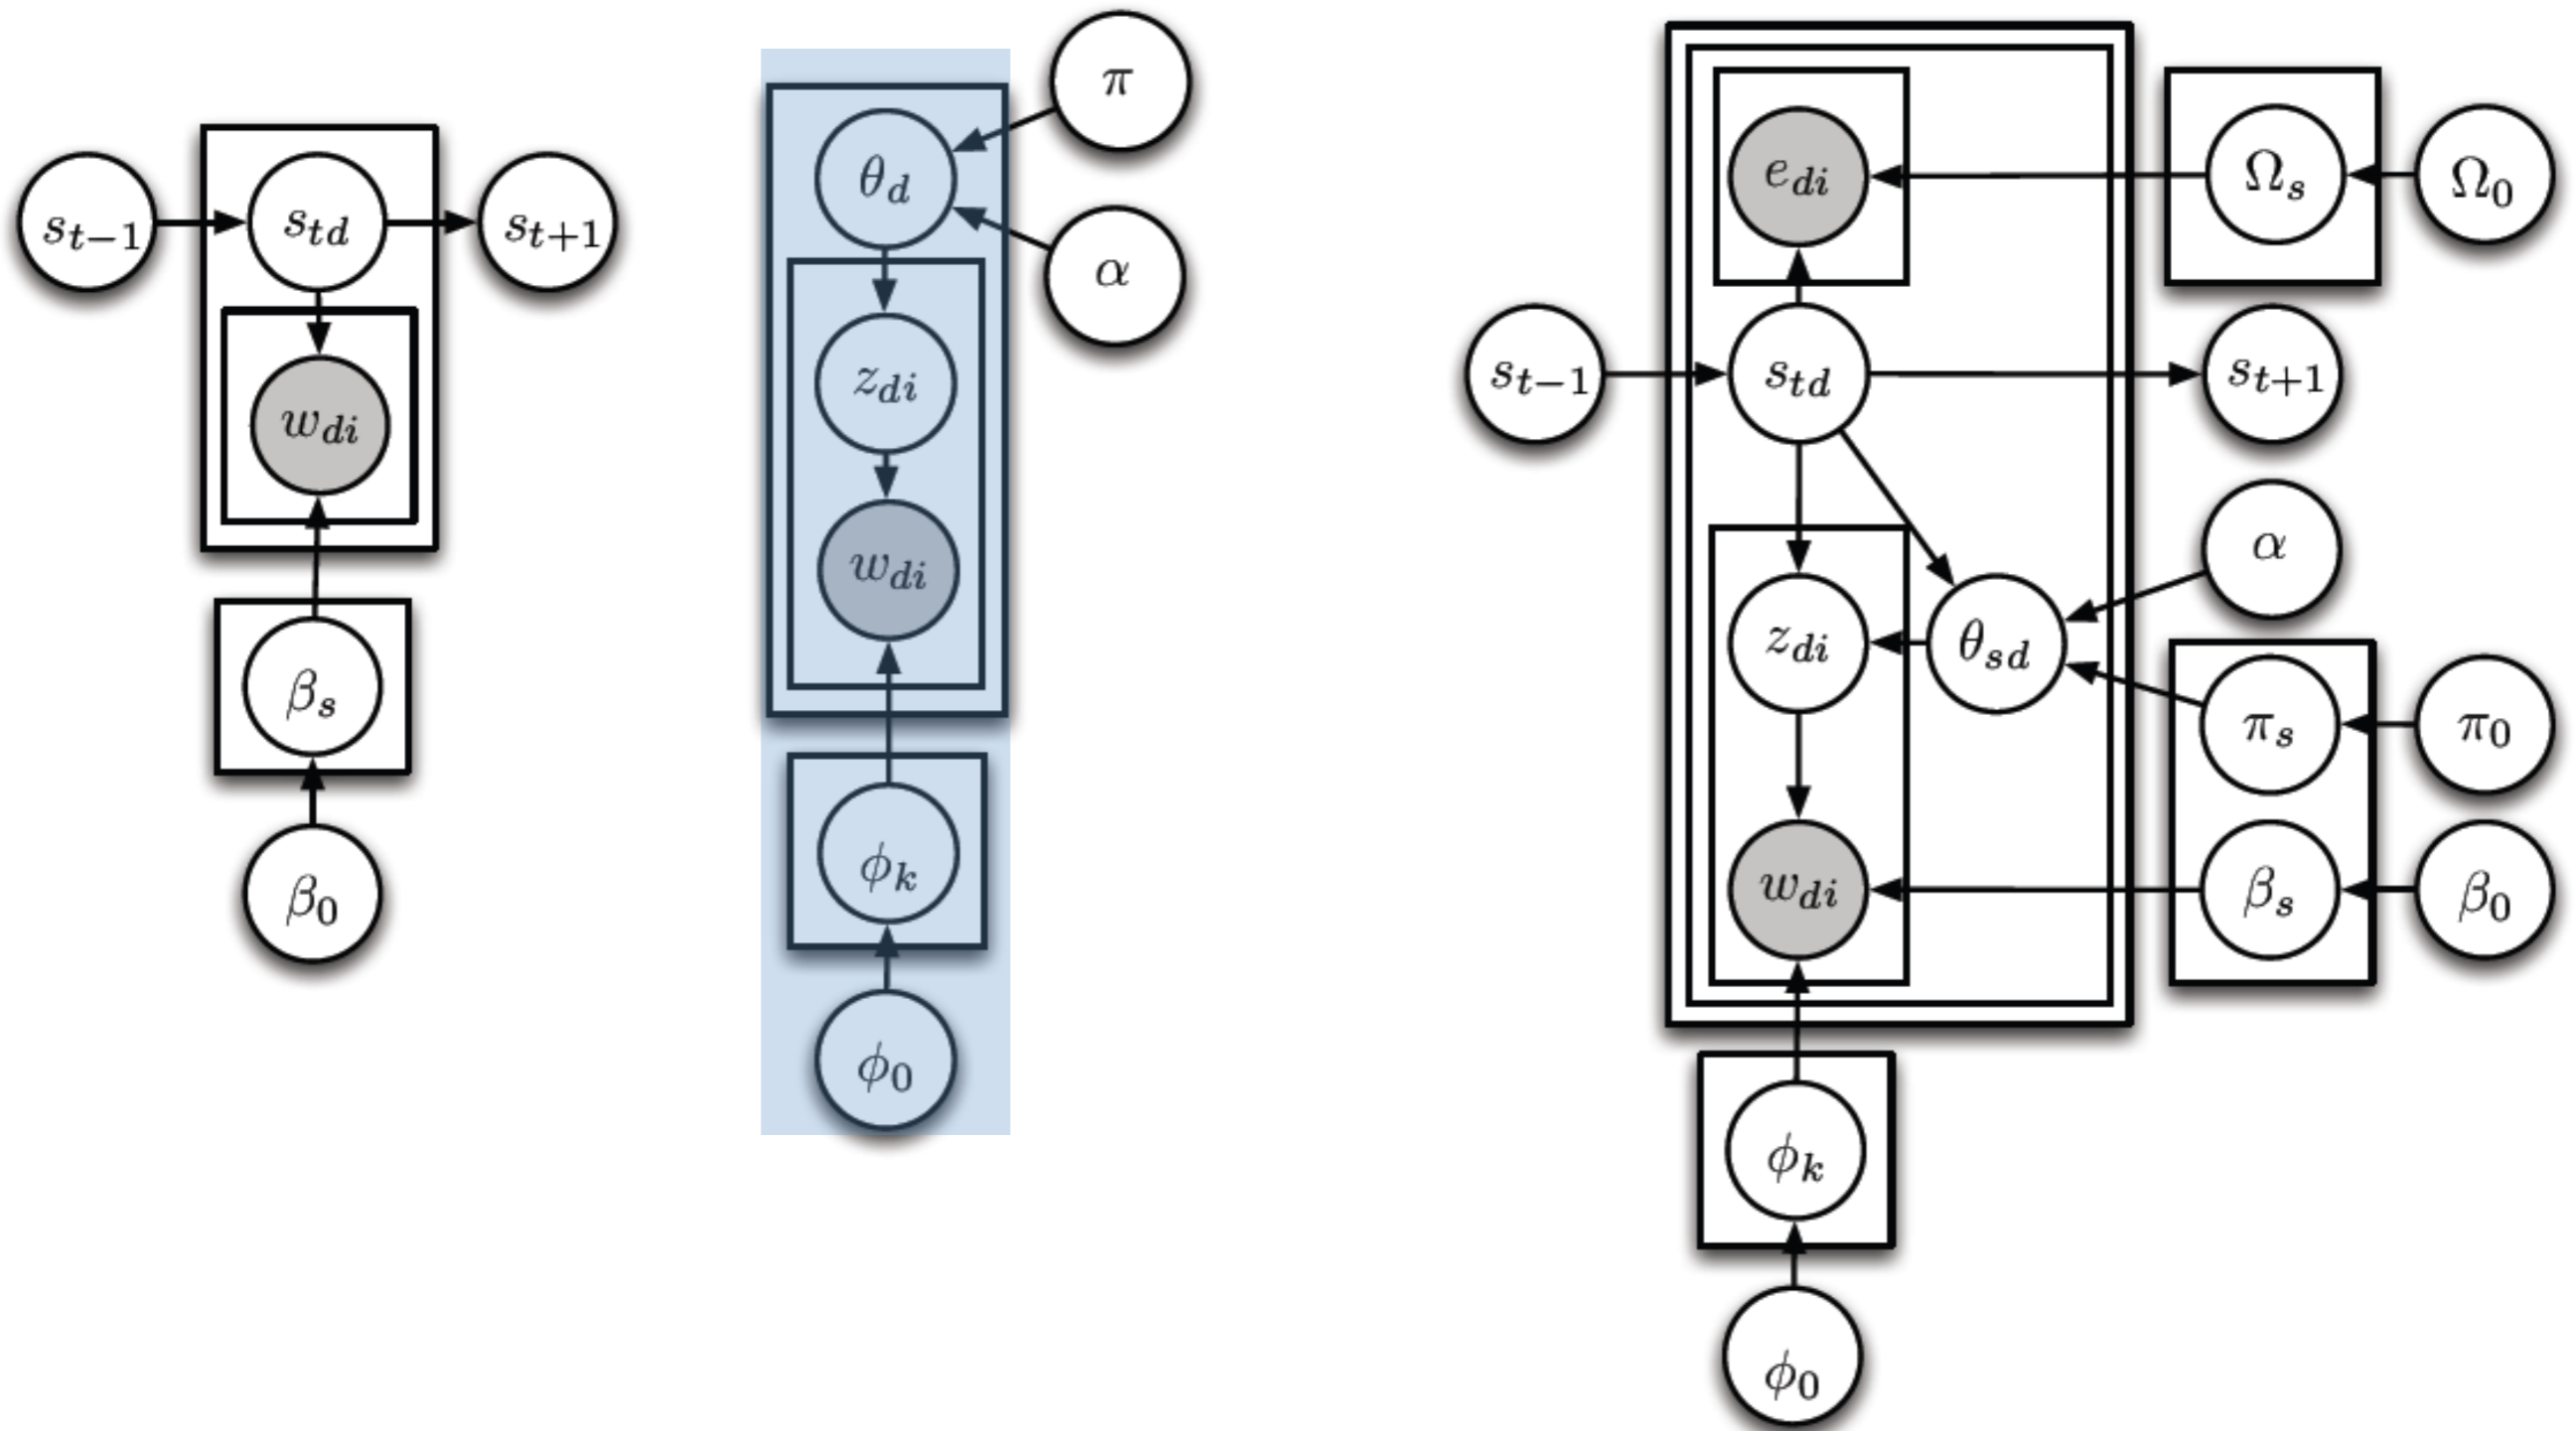 s_{t-1}
s_{td}
s_{t+1}
w_{di}
β_s
β_0
π
θ_d
α
z_{di}
w_{di}
ϕ_k
ϕ_0
e_{di}
Ω_s
Ω_0
s_{t-1}
s_{td}
s_{t+1}
α
z_{di}
θ_{sd}
π_s
π_0
w_{di}
β_s
β_0
ϕ_k
ϕ_0